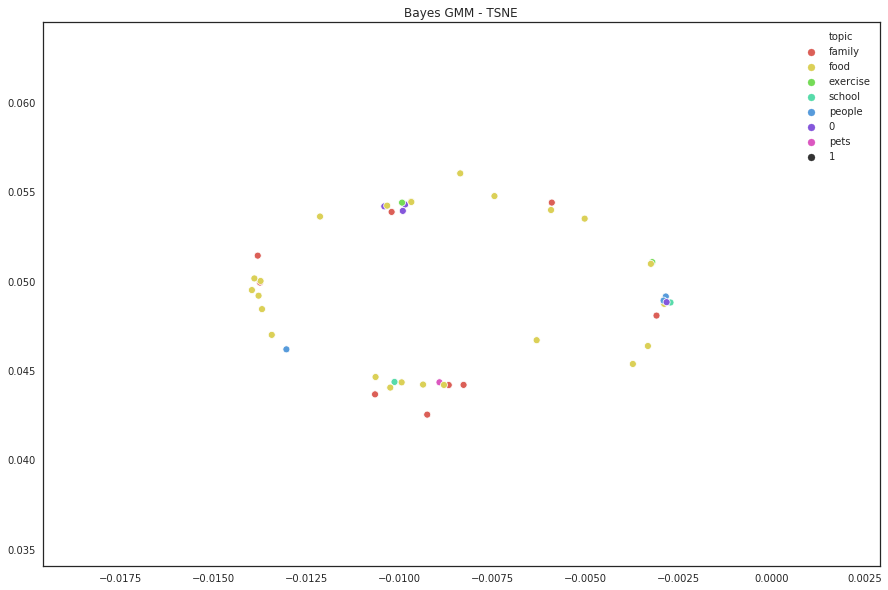 Bayes GMM - TSNE
topic
family
food
exercise
school
people
0
pets
1
0.060
0.055
0.050
0.045
0.040
0.035
−0.0175
−0.0150
−0.0125
−0.0100
−0.0075
−0.0050
−0.0025
0.0000
0.0025